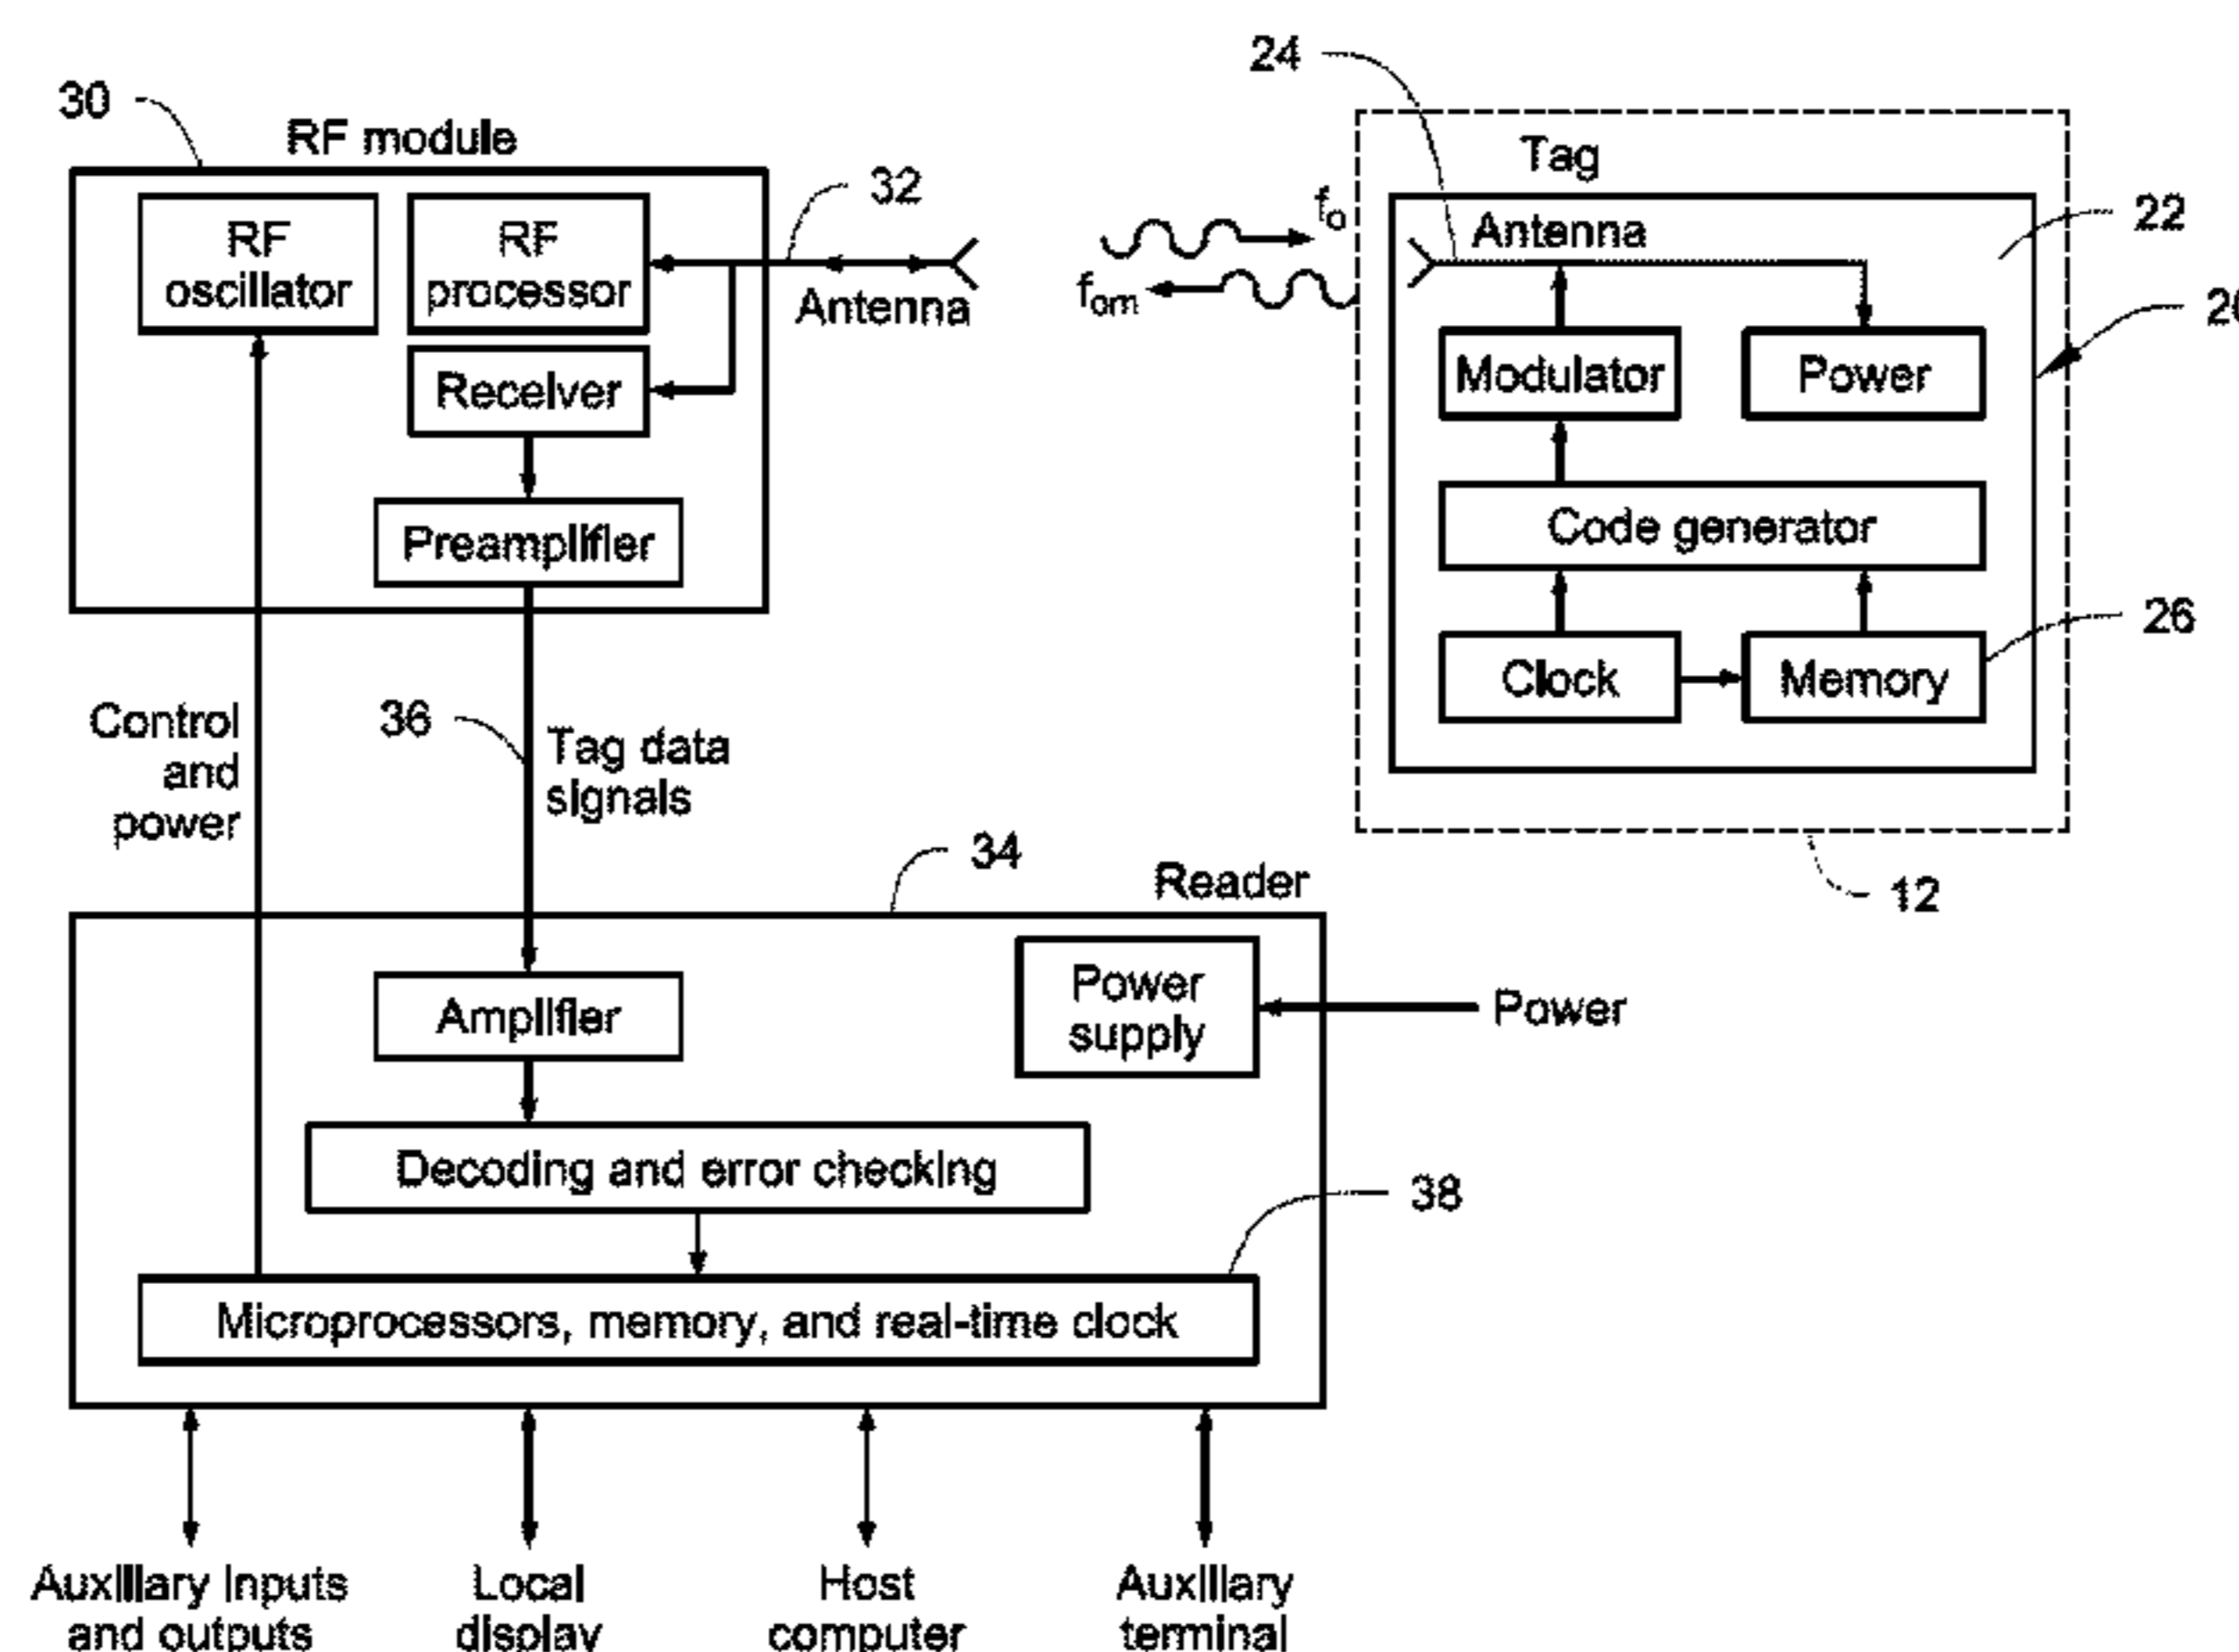 30
RF module
RF
oscillator
RF
processor
Receiver
Preamplifier
32
Antenna
24
fo
fom
Tag
Antenna
22
Modulator
Power
Code generator
Clock
Memory
26
12
Control
and
power
36
Tag data
signals
34
Reader
Amplifier
Power
supply
Power
Decoding and error checking
38
Microprocessors, memory, and real-time clock
Auxiliary inputs
and outputs
Local
display
Host
computer
Auxiliary
terminal